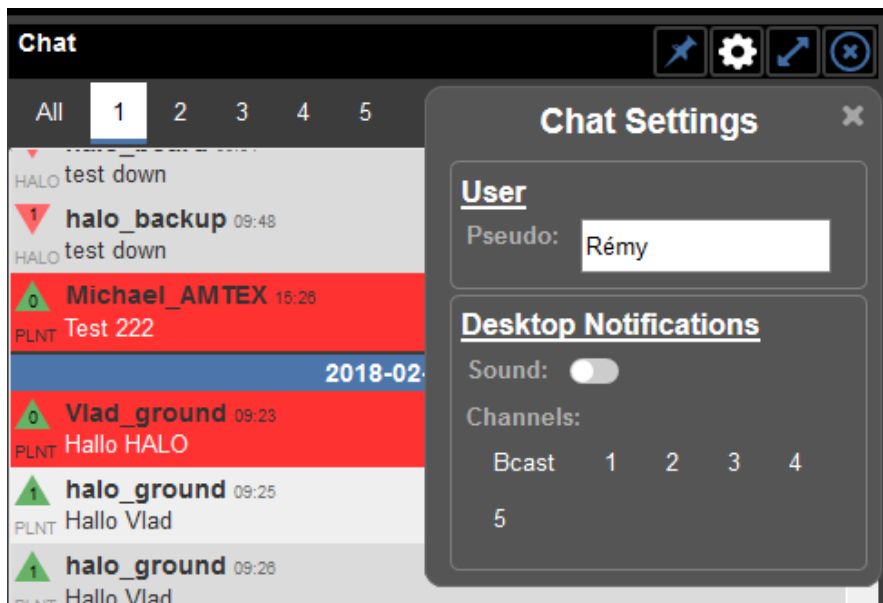 Chat
All 1 2 3 4 5
HALO test down
1 halo_backup 09:48
HALO test down
0 Michael_AMTEX 15:26
PLNT Test 222
2018-02-
0 Vlad_ground 09:23
PLNT Hallo HALO
1 halo_ground 09:25
PLNT Hallo Vlad
1 halo_ground 09:26
Hallo Vlad
Chat Settings
User
Pseudo: Rémy
Desktop Notifications
Sound:
Channels:
Bcast 1 2 3 4
5